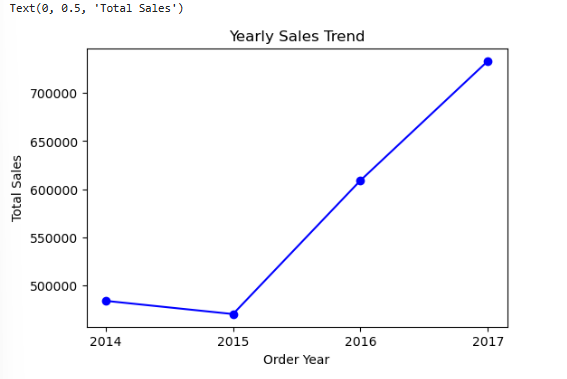 Text(0, 0.5, 'Total Sales')
Yearly Sales Trend
700000
650000
600000
550000
500000
Total Sales
2014 2015 2016 2017
Order Year